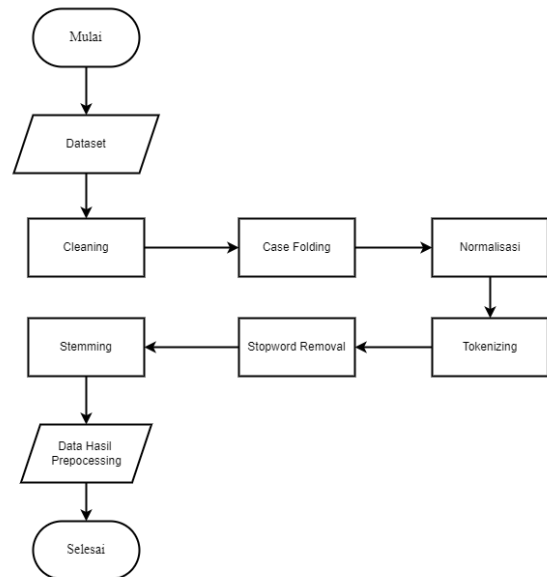 Mulai
Dataset
Cleaning
Case Folding
Normalisasi
Tokenizing
Stopword Removal
Stemming
Data Hasil
Prepocessing
Selesai